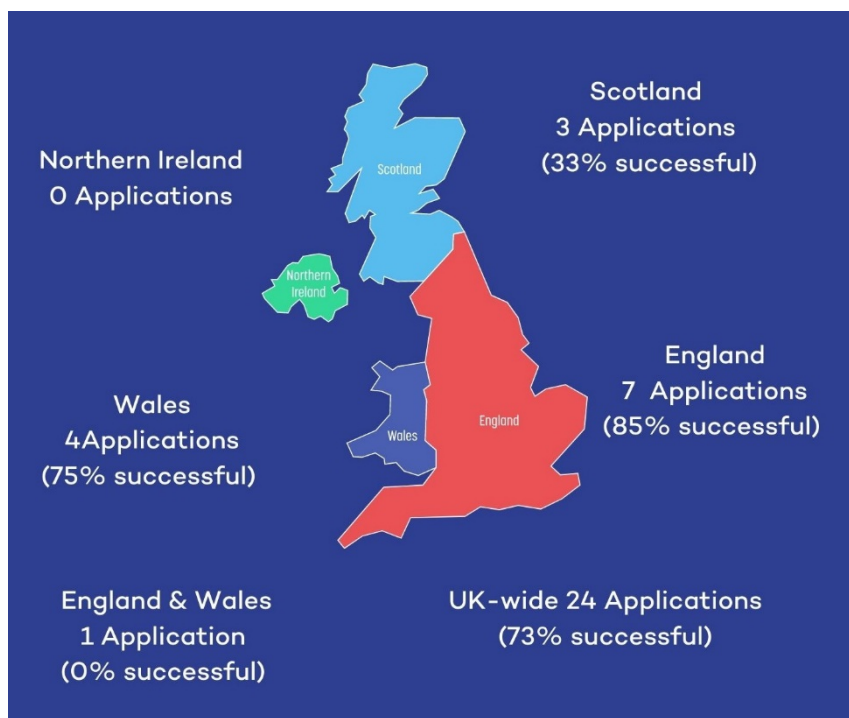 Scotland
3 Applications
(33% successful)
Northern Ireland
0 Applications
Scotland
Northern
Ireland
England
7 Applications
(85% successful)
Wales
4Applications
(75% successful)
Wales
England
England & Wales
1 Application
(0% successful)
UK-wide 24 Applications
(73% successful)